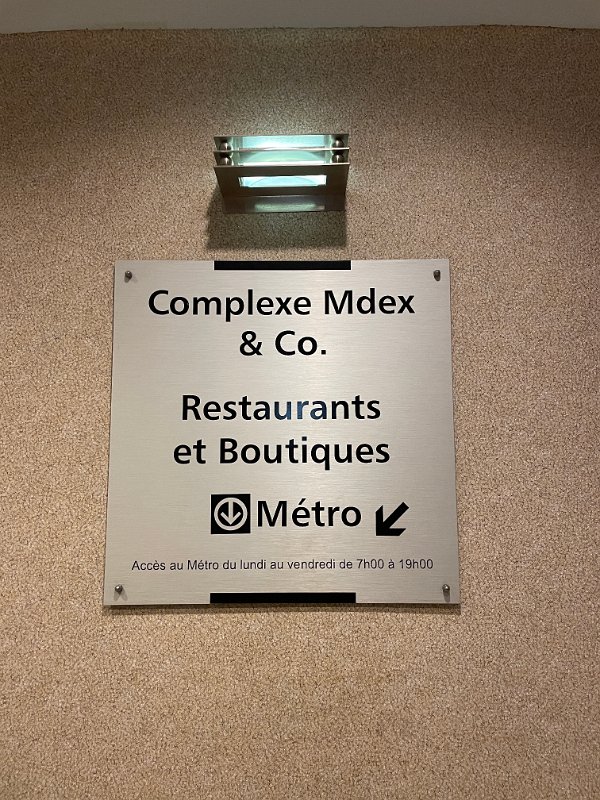 Complexe Mdex
& Co.
Restaurants
et Boutiques
Métro
Accès au Métro du lundi au vendredi de 7h00 à 19h00